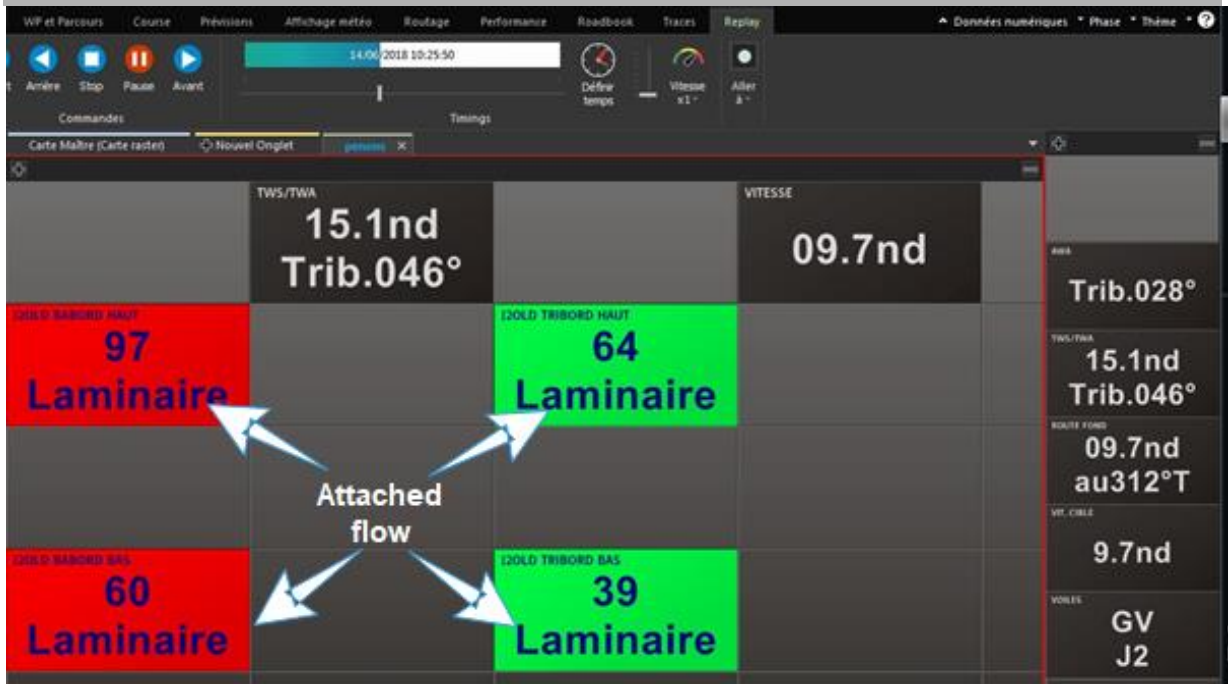 WP et Parcours Course Prévisions Affichage météo Routage Performance Roadbook Traces Replay Données numériques Phase Thème ?
Arrière Stop Pause Avant
14/06/2018 10:25:50
Définir temps
Vitesse x1
Aller à
Commandes Timings
Carte Maître (Carte raster) Nouvel Onglet penons
TWS/TWA
15.1nd
Trib.046°
VITESSE
09.7nd
BABORD HAUT
97
Laminaire
TRIBORD HAUT
64
Laminaire
Attached
flow
BABORD BAS
60
Laminaire
TRIBORD BAS
39
Laminaire
AWA
Trib.028°
TWS/TWA
15.1nd
Trib.046°
ROUTE FOND
09.7nd
au312°T
VIT. CIBLE
9.7nd
VOILES
GV
J2